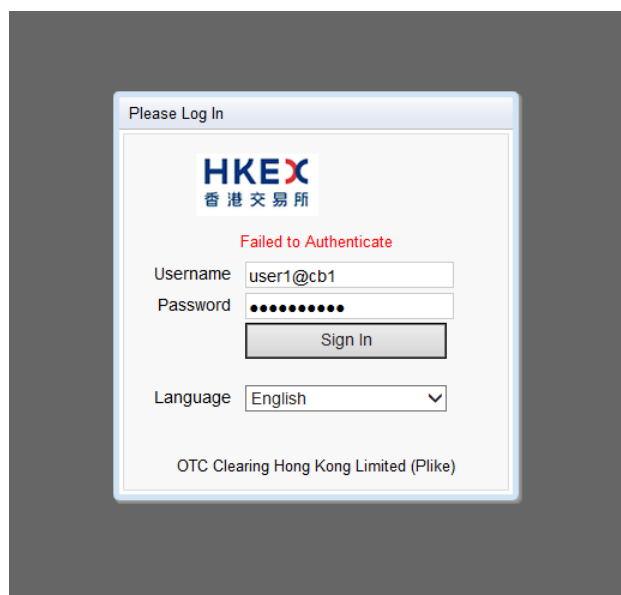 Please Log In
HKEX
香港交易所
Failed to Authenticate
Username user1@cb1
Password ●●●●●●●●●●
Sign In
Language English
OTC Clearing Hong Kong Limited (Plike)